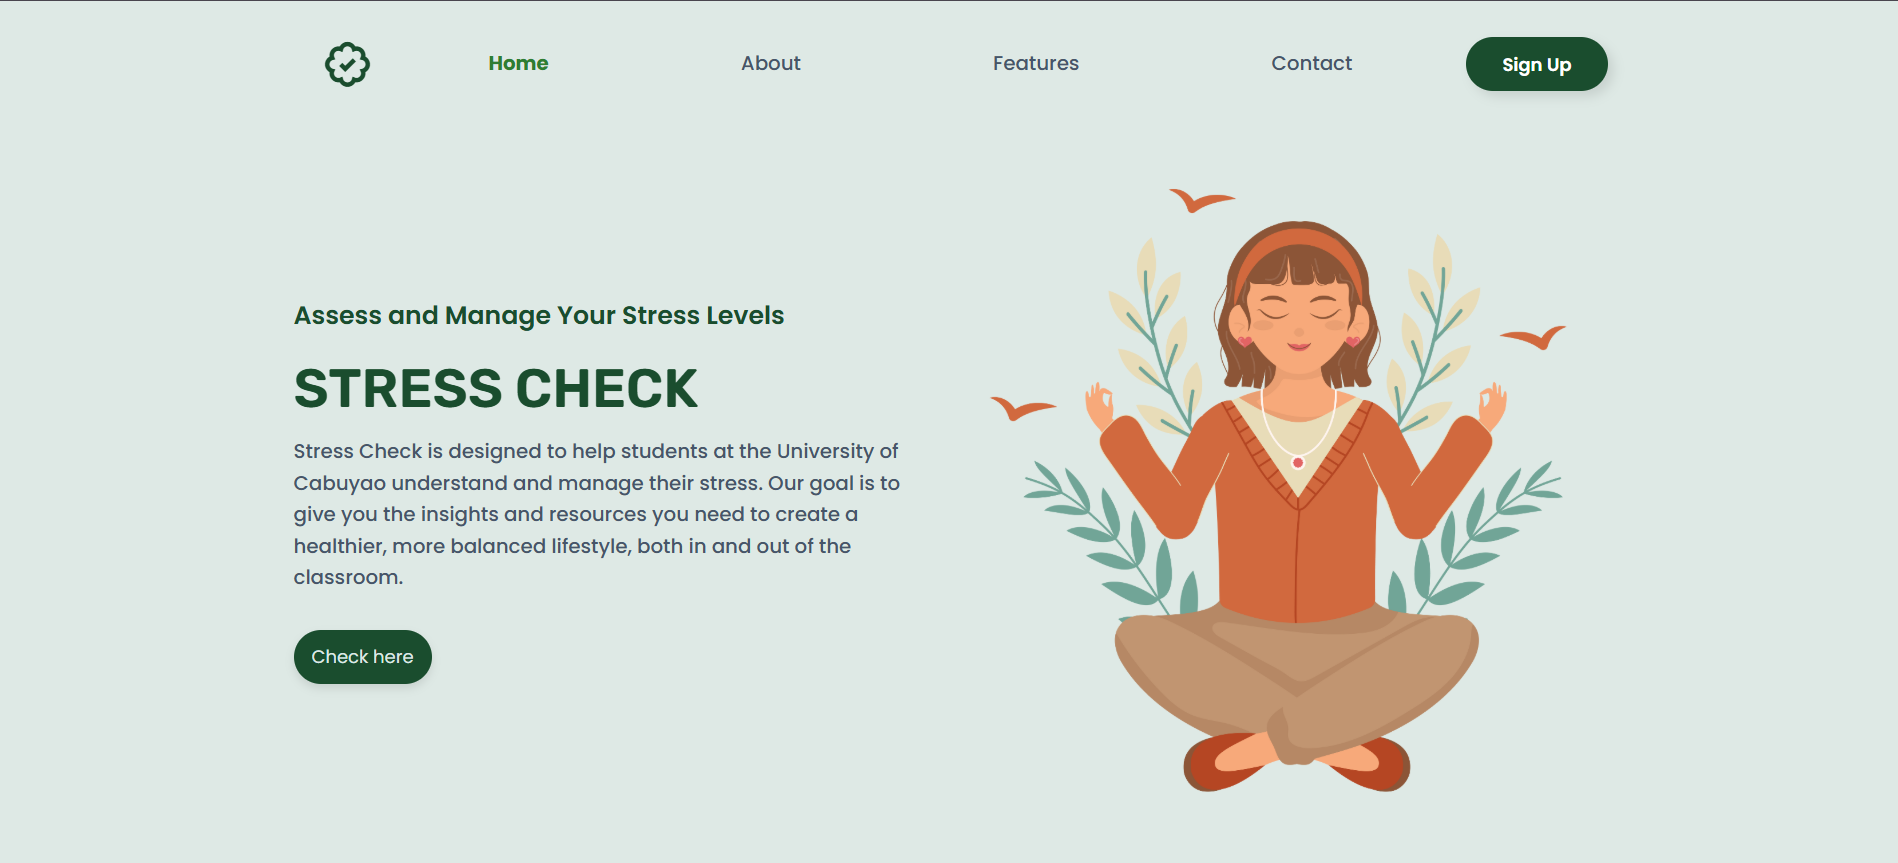 Home
About
Features
Contact
Sign Up
Assess and Manage Your Stress Levels
STRESS CHECK
Stress Check is designed to help students at the University of
Cabuyao understand and manage their stress. Our goal is to
give you the insights and resources you need to create a
healthier, more balanced lifestyle, both in and out of the
classroom.
Check here